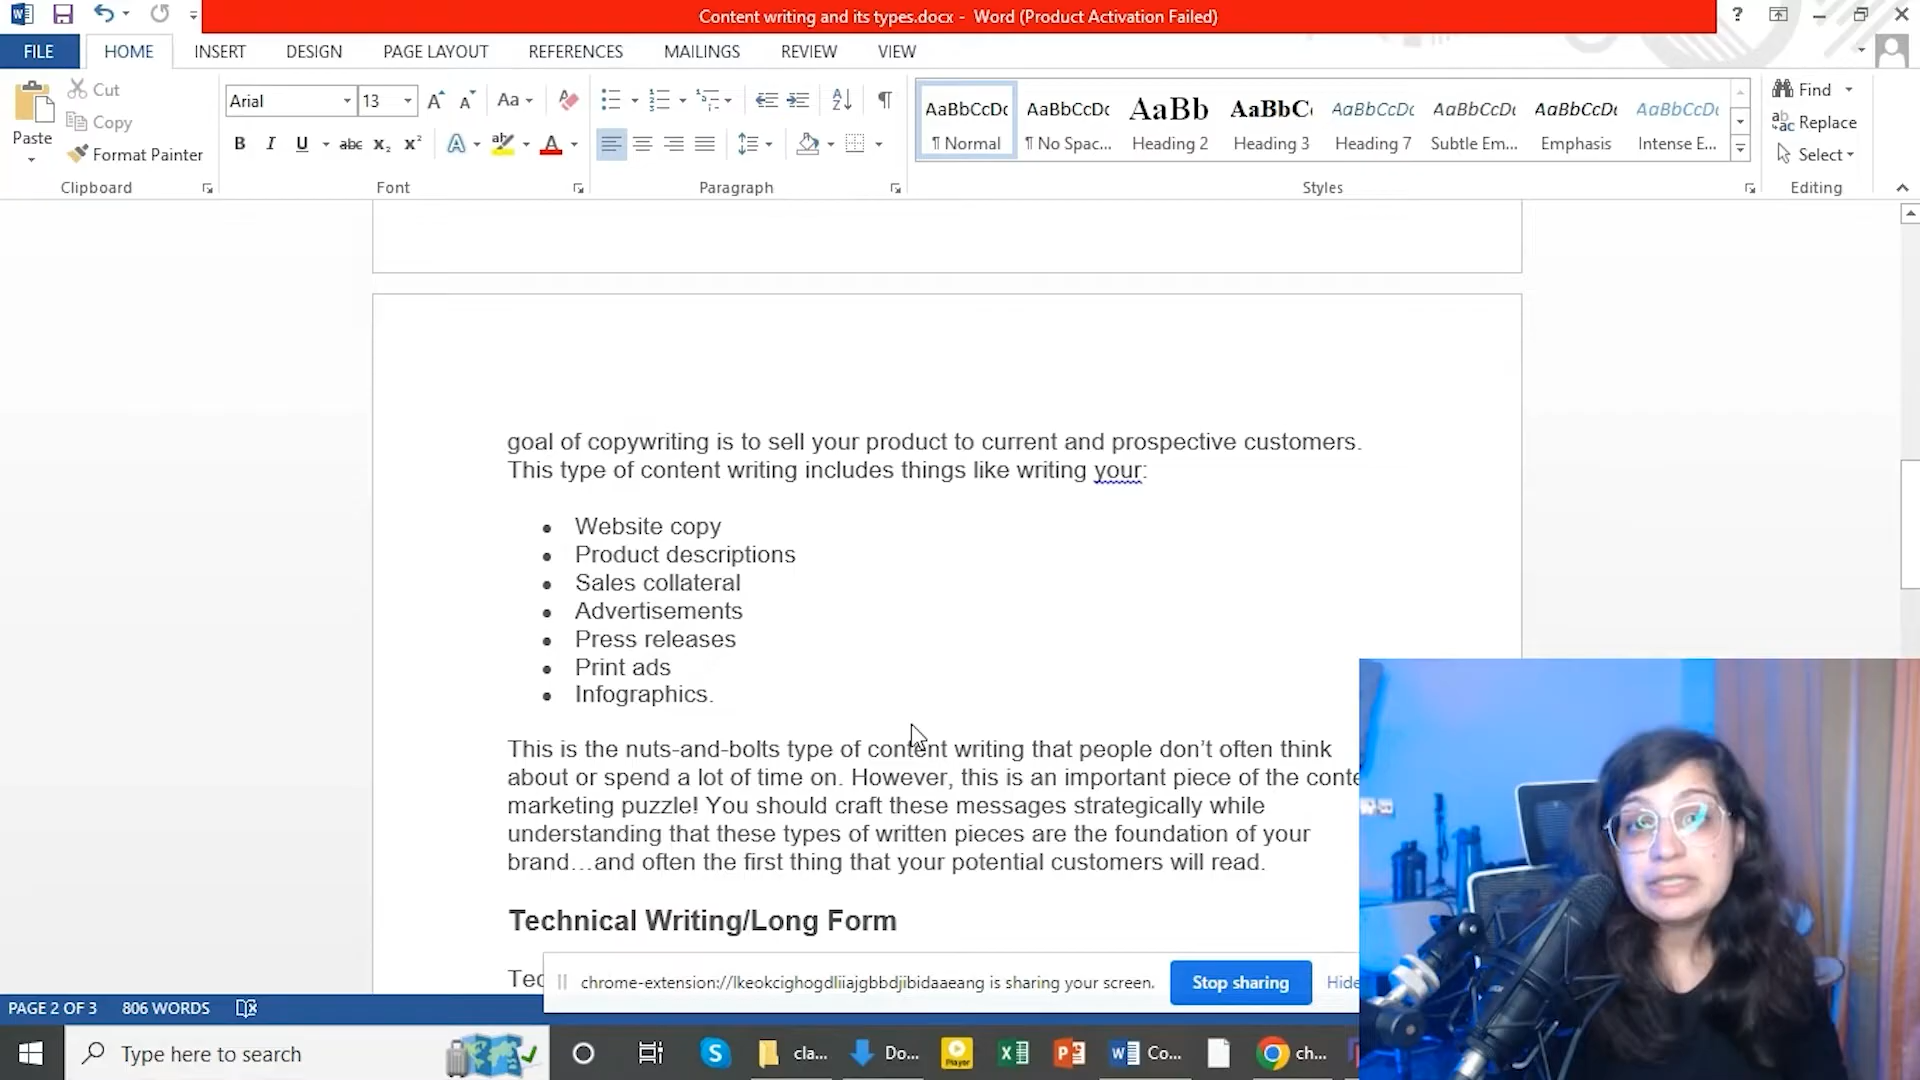 Content writing and its types.docx - Word (Product Activation Failed)
?
FILE HOME INSERT DESIGN PAGE LAYOUT REFERENCES MAILINGS REVIEW VIEW
Paste
Cut
Copy
Format Painter
Clipboard
Arial 13 Aa
B I U abc x₂ x² A ab A
Font
Paragraph
AaBbCcDc AaBbCcDc AaBb AaBbC AaBbCcDc AaBbCcDt AaBbCcDt AaBbCcDt
¶ Normal ¶ No Spac... Heading 2 Heading 3 Heading 7 Subtle Em... Emphasis Intense E...
Styles
Find
Replace
Select
Editing
goal of copywriting is to sell your product to current and prospective customers.
This type of content writing includes things like writing your:
• Website copy
• Product descriptions
• Sales collateral
• Advertisements
• Press releases
• Print ads
• Infographics.
This is the nuts-and-bolts type of content writing that people don’t often think
about or spend a lot of time on. However, this is an important piece of the conte
marketing puzzle! You should craft these messages strategically while
understanding that these types of written pieces are the foundation of your
brand…and often the first thing that your potential customers will read.
Technical Writing/Long Form
Tec
chrome-extension://lkeokcighogdliiajgbbdjibidaaeang is sharing your screen. Stop sharing Hide
PAGE 2 OF 3 806 WORDS
Type here to search
cla... Do... Player Co... ch...